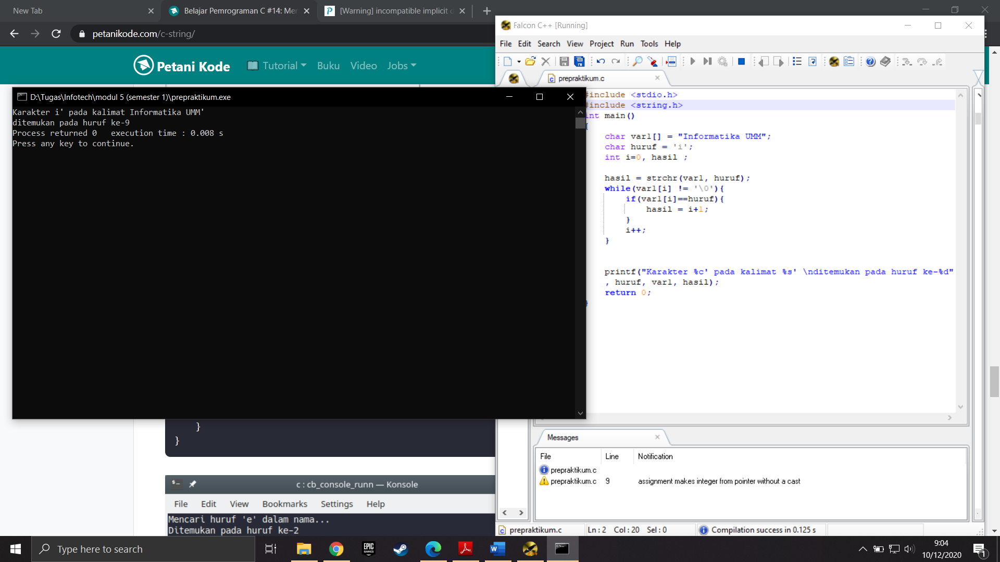 New Tab
Belajar Pemrograman C #14: Mer
[Warning] incompatible implicit d
petanikode.com/c-string/
Petani Kode
Tutorial
Buku
Video
Jobs
Falcon C++ [Running]
File Edit Search View Project Run Tools Help
prepraktikum.c
D:\Tugas\Infotech\modul 5 (semester 1)\prepraktikum.exe
Karakter i' pada kalimat Informatika UMM'
ditemukan pada huruf ke-9
Process returned 0   execution time : 0.008 s
Press any key to continue.
#include <stdio.h>
#include <string.h>
int main()
{
char var1[] = "Informatika UMM";
char huruf = 'i';
int i=0, hasil ;
hasil = strchr(var1, huruf);
while(var1[i] != '\0'){
if(var1[i]==huruf){
hasil = i+1;
}
i++;
}
printf("Karakter %c' pada kalimat %s' \nditemukan pada huruf ke-%d"
, huruf, var1, hasil);
return 0;
}
}
}
c : cb_console_runn — Konsole
File Edit View Bookmarks Settings Help
Mencari huruf 'e' dalam nama...
Ditemukan pada huruf ke-2
Messages
File Line Notification
prepraktikum.c
prepraktikum.c 9 assignment makes integer from pointer without a cast
prepraktikum.c Ln : 2 Col : 20 Sel : 0 Compilation success in 0.125 s
Type here to search
EPIC GAMES
9:04
10/12/2020
1